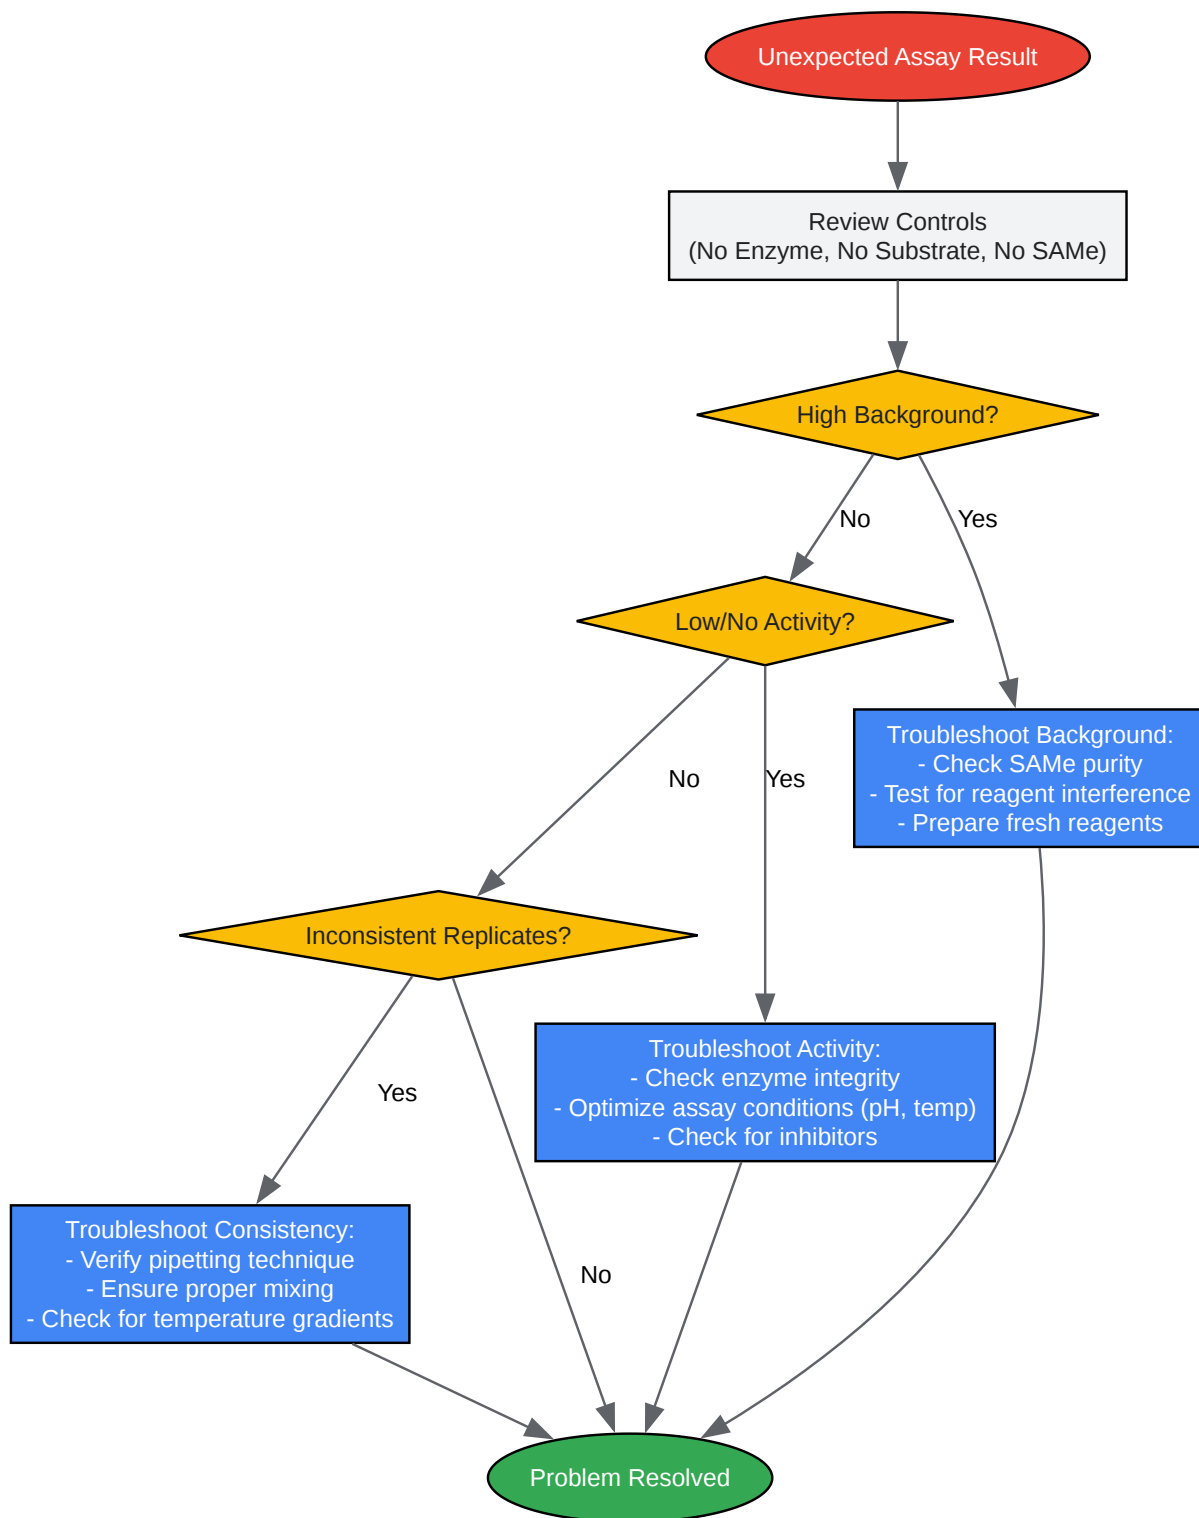 Unexpected Assay Result
Review Controls
(No Enzyme, No Substrate, No SAMe)
High Background?
No
Yes
Low/No Activity?
Troubleshoot Background:
- Check SAMe purity
- Test for reagent interference
- Prepare fresh reagents
No
Yes
Inconsistent Replicates?
Troubleshoot Activity:
- Check enzyme integrity
- Optimize assay conditions (pH, temp)
- Check for inhibitors
Yes
Troubleshoot Consistency:
- Verify pipetting technique
- Ensure proper mixing
- Check for temperature gradients
No
Problem Resolved